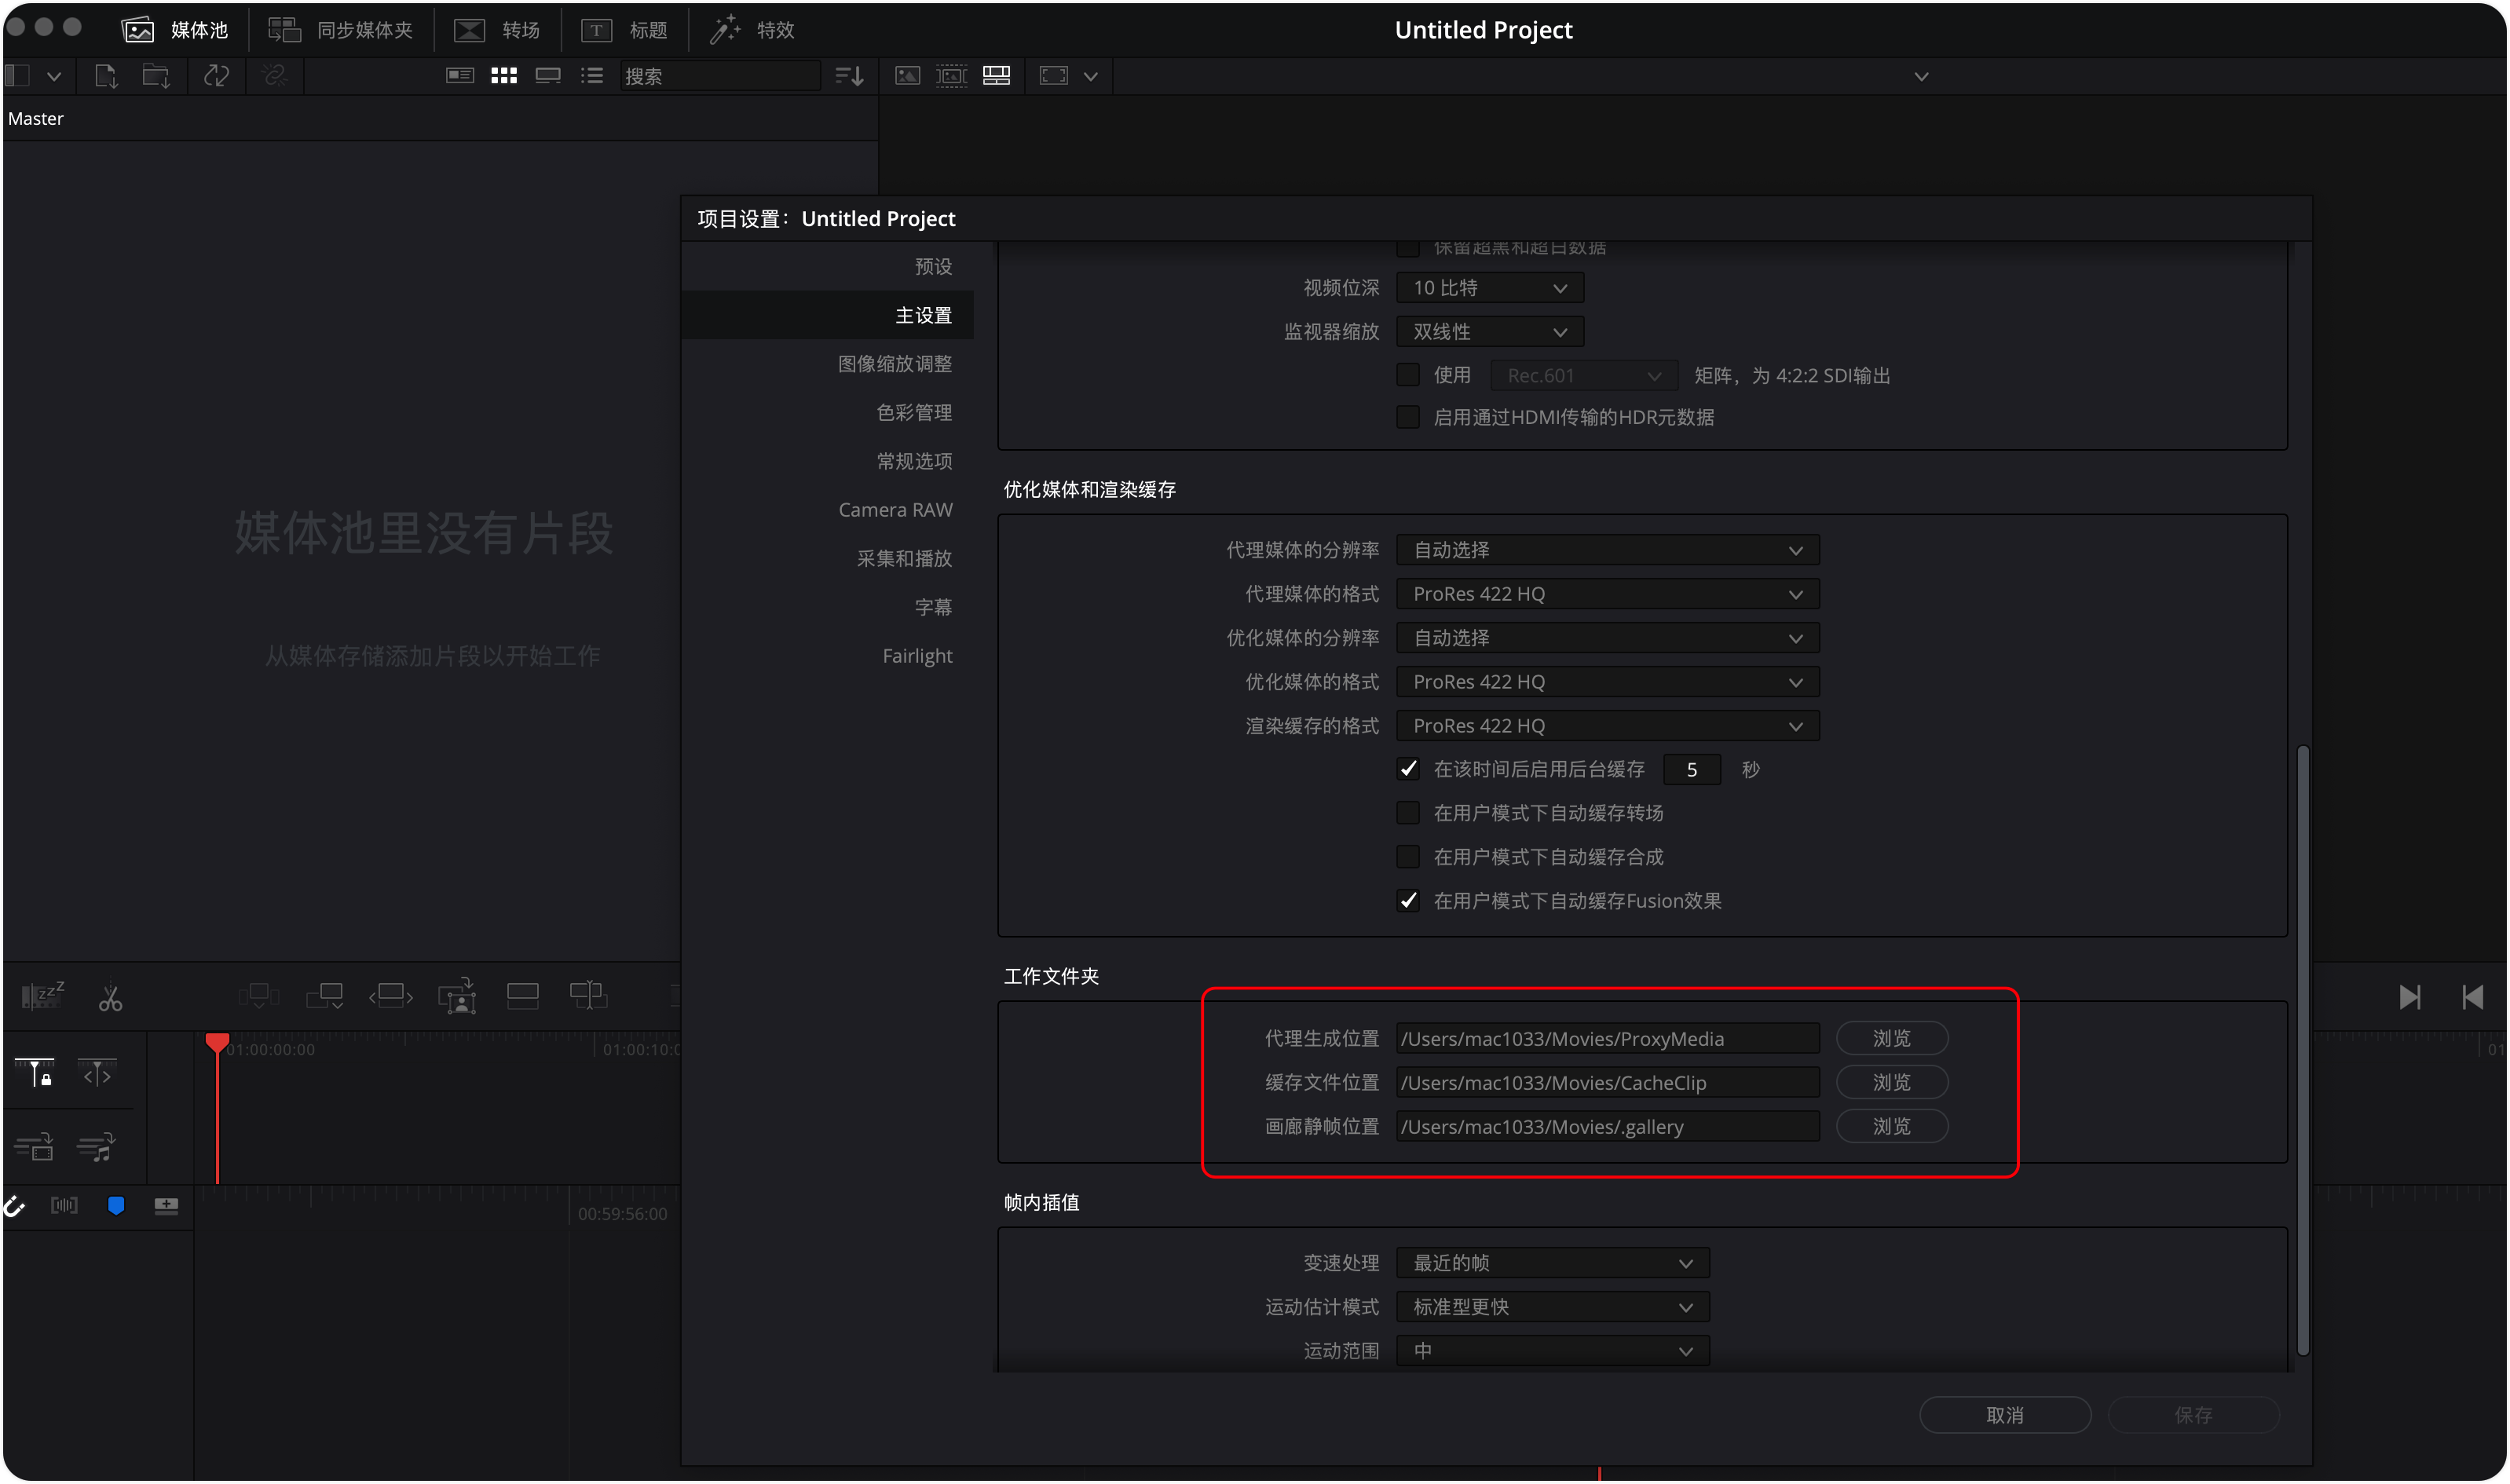 媒体池 同步媒体夹 转场 标题 特效 Untitled Project
搜索
Master
媒体池里没有片段
从媒体存储添加片段以开始工作
项目设置：Untitled Project
预设
主设置
图像缩放调整
色彩管理
常规选项
Camera RAW
采集和播放
字幕
Fairlight
保留超黑和超白数据
视频位深 10 比特
监视器缩放 双线性
使用 Rec.601 矩阵，为 4:2:2 SDI输出
启用通过HDMI传输的HDR元数据
优化媒体和渲染缓存
代理媒体的分辨率 自动选择
代理媒体的格式 ProRes 422 HQ
优化媒体的分辨率 自动选择
优化媒体的格式 ProRes 422 HQ
渲染缓存的格式 ProRes 422 HQ
在该时间后启用后台缓存 5 秒
在用户模式下自动缓存转场
在用户模式下自动缓存合成
在用户模式下自动缓存Fusion效果
工作文件夹
代理生成位置 /Users/mac1033/Movies/ProxyMedia 浏览
缓存文件位置 /Users/mac1033/Movies/CacheClip 浏览
画廊静帧位置 /Users/mac1033/Movies/.gallery 浏览
帧内插值
变速处理 最近的帧
运动估计模式 标准型更快
运动范围 中
取消 保存
zzZ
01:00:00:00 01:00:10:0 01
00:59:56:00